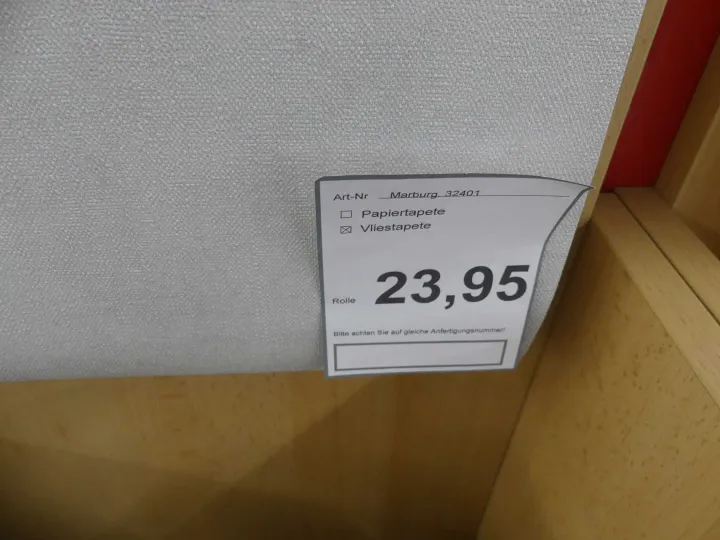 Art-Nr Marburg 32401
☐ Papiertapete
☒ Vliestapete
Rolle 23,95
Bitte achten Sie auf gleiche Anfertigungsnummer!